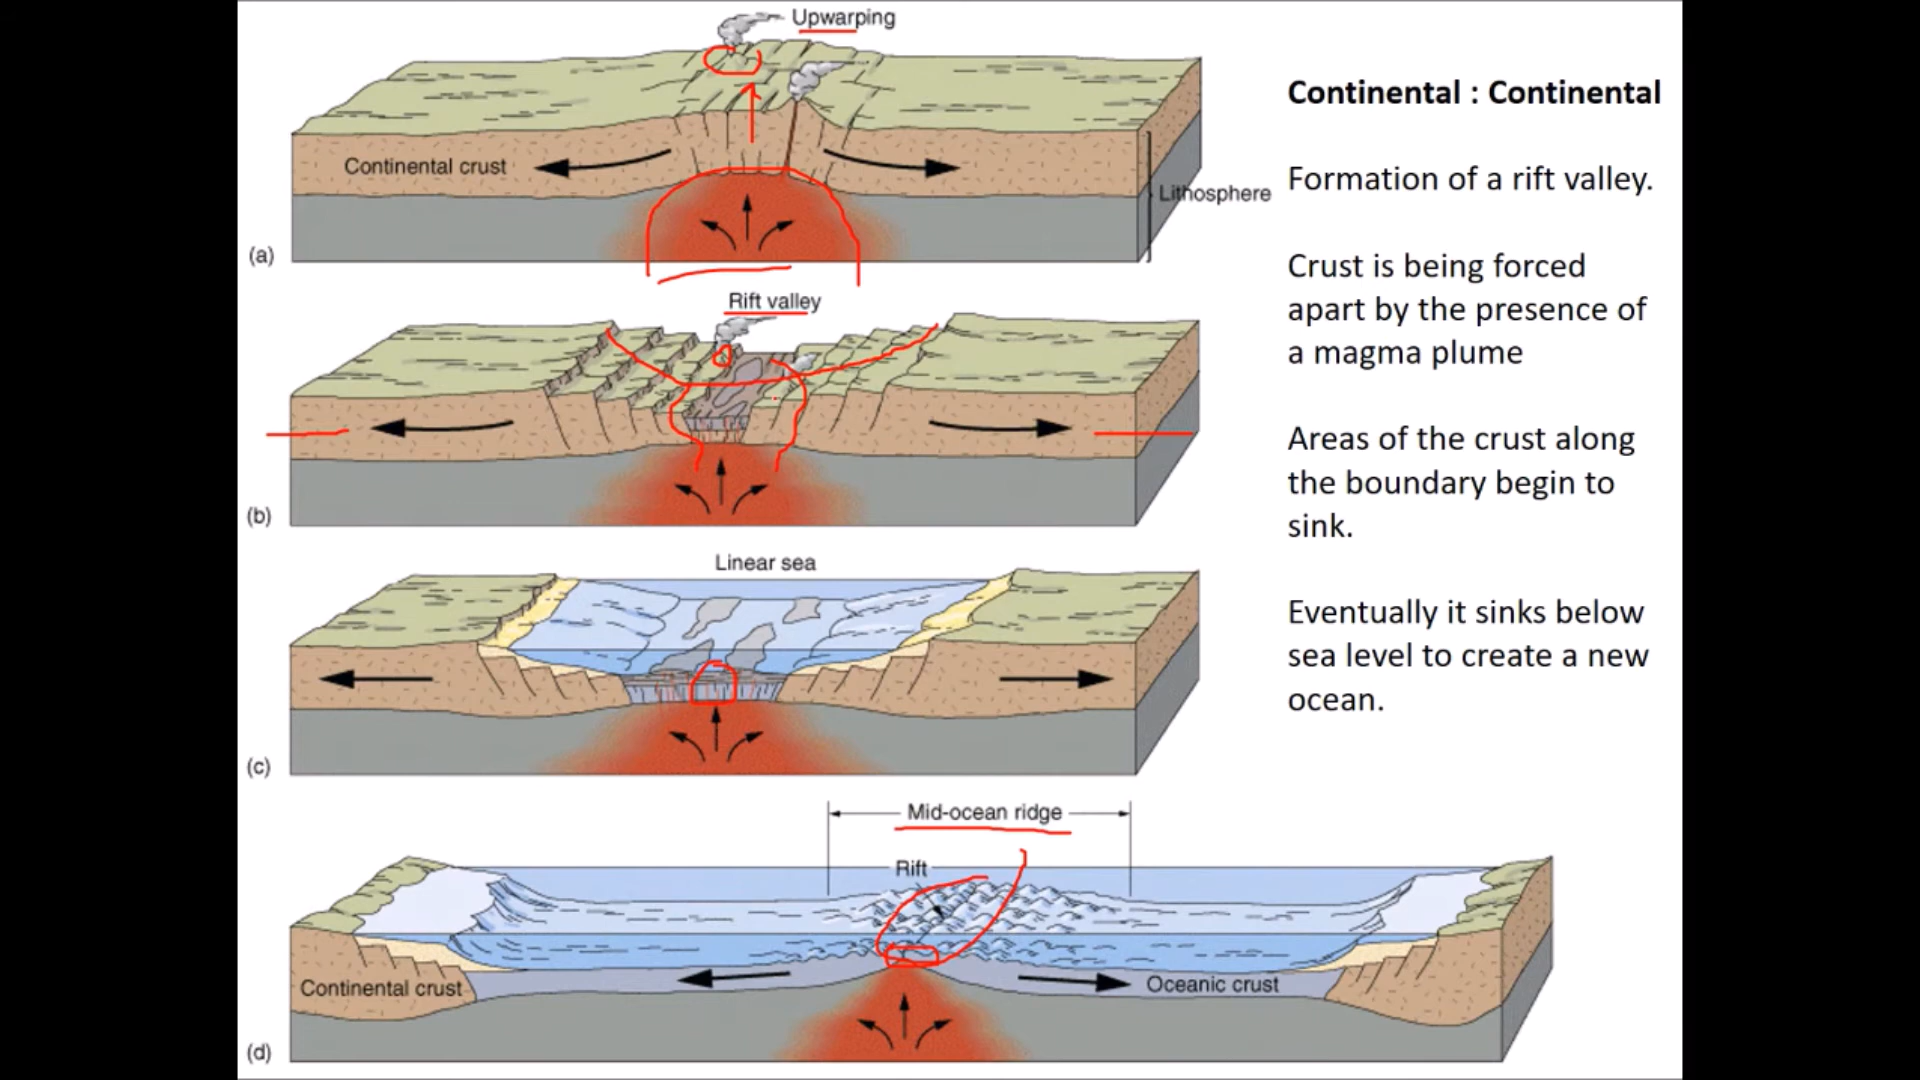 Upwarping
Continental crust
Lithosphere
(a)
Rift valley
(b)
Linear sea
(c)
Mid-ocean ridge
Rift
Continental crust
Oceanic crust
(d)
Continental : Continental
Formation of a rift valley.
Crust is being forced
apart by the presence of
a magma plume
Areas of the crust along
the boundary begin to
sink.
Eventually it sinks below
sea level to create a new
ocean.